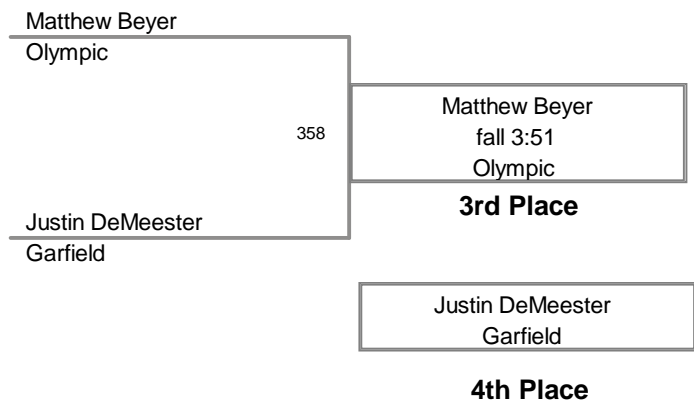 Matthew Beyer
Olympic
358
Matthew Beyer
fall 3:51
Olympic
3rd Place
Justin DeMeester
Garfield
Justin DeMeester
Garfield
4th Place